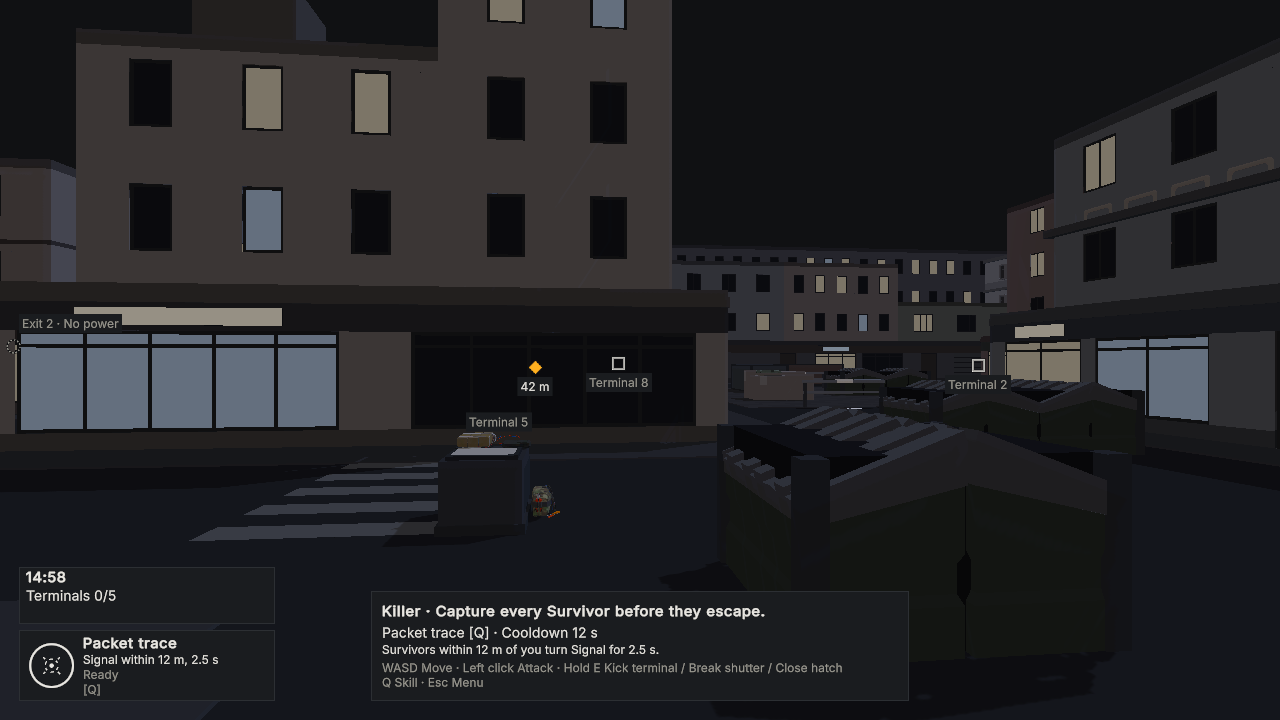 Exit 2 · No power
42 m
Terminal 8
Terminal 2
Terminal 5
14:58
Terminals 0/5
Packet trace
Signal within 12 m, 2.5 s
Ready
[Q]
Killer · Capture every Survivor before they escape.
Packet trace [Q] · Cooldown 12 s
Survivors within 12 m of you turn Signal for 2.5 s.
WASD Move · Left click Attack · Hold E Kick terminal / Break shutter / Close hatch
Q Skill · Esc Menu